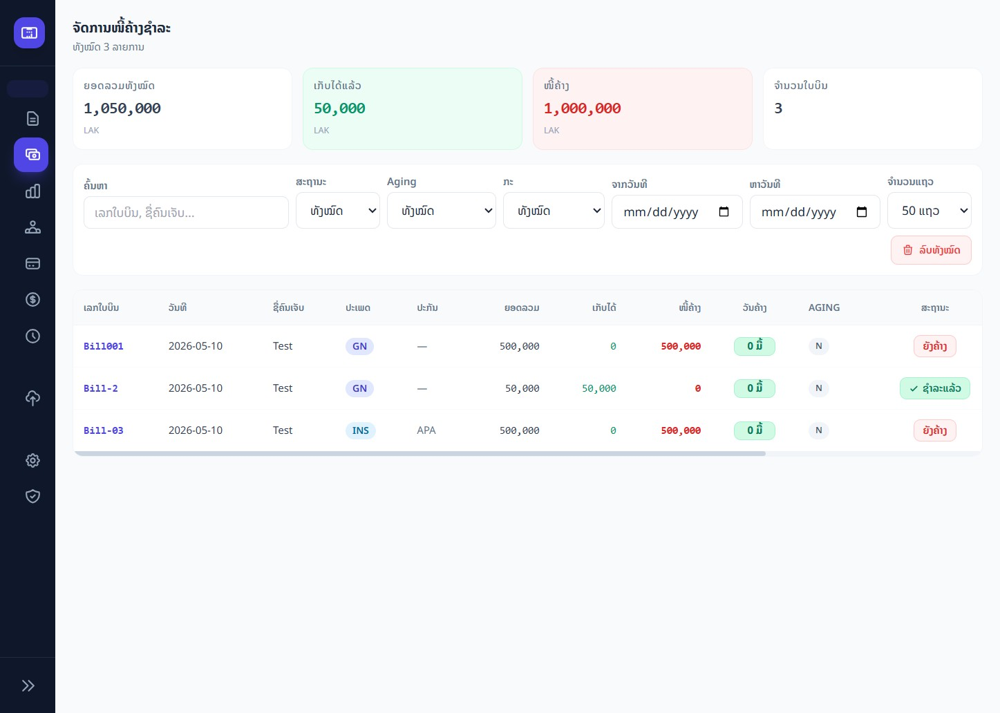 ຈັດການໜີ້ຄ້າງຊຳລະ
ທັງໝົດ 3 ລາຍການ
ຍອດລວມທັງໝົດ
1,050,000
LAK
ເກັບໄດ້ແລ້ວ
50,000
LAK
ໜີ້ຄ້າງ
1,000,000
LAK
ຈຳນວນໃບບິນ
3
ຄົ້ນຫາ
ເລກໃບບິນ, ຊື່ຄົນເຈັບ...
ສະຖານະ
ທັງໝົດ
Aging
ທັງໝົດ
ກະ
ທັງໝົດ
ຈາກວັນທີ
mm/dd/yyyy
ຫາວັນທີ
mm/dd/yyyy
ຈຳນວນແຖວ
50 ແຖວ
ລົບທັງໝົດ
ເລກໃບບິນ ວັນທີ ຊື່ຄົນເຈັບ ປະເພດ ປະກັນ ຍອດລວມ ເກັບໄດ້ ໜີ້ຄ້າງ ວັນຄ້າງ AGING ສະຖານະ
Bill001 2026-05-10 Test GN — 500,000 0 500,000 0 ມື້ N ຍັງຄ້າງ
Bill-2 2026-05-10 Test GN — 50,000 50,000 0 0 ມື້ N ✓ ຊຳລະແລ້ວ
Bill-03 2026-05-10 Test INS APA 500,000 0 500,000 0 ມື້ N ຍັງຄ້າງ